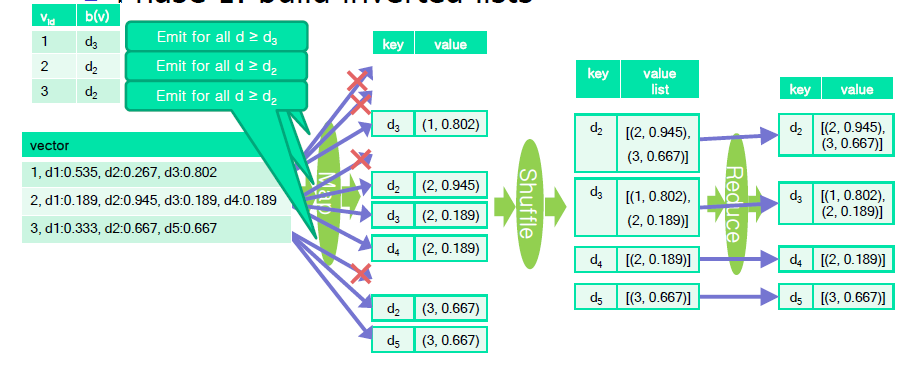 Phase 1: build inverted lists
vid b(v)
1 d3
2 d2
3 d2
Emit for all d ≥ d3
Emit for all d ≥ d2
Emit for all d ≥ d2
vector
1, d1:0.535, d2:0.267, d3:0.802
2, d1:0.189, d2:0.945, d3:0.189, d4:0.189
3, d1:0.333, d2:0.667, d5:0.667
Map
key value
d3 (1, 0.802)
d2 (2, 0.945)
d3 (2, 0.189)
d4 (2, 0.189)
d2 (3, 0.667)
d5 (3, 0.667)
Shuffle
key value
list
d2 [(2, 0.945),
(3, 0.667)]
d3 [(1, 0.802),
(2, 0.189)]
d4 [(2, 0.189)]
d5 [(3, 0.667)]
Reduce
key value
d2 [(2, 0.945),
(3, 0.667)]
d3 [(1, 0.802),
(2, 0.189)]
d4 [(2, 0.189)]
d5 [(3, 0.667)]